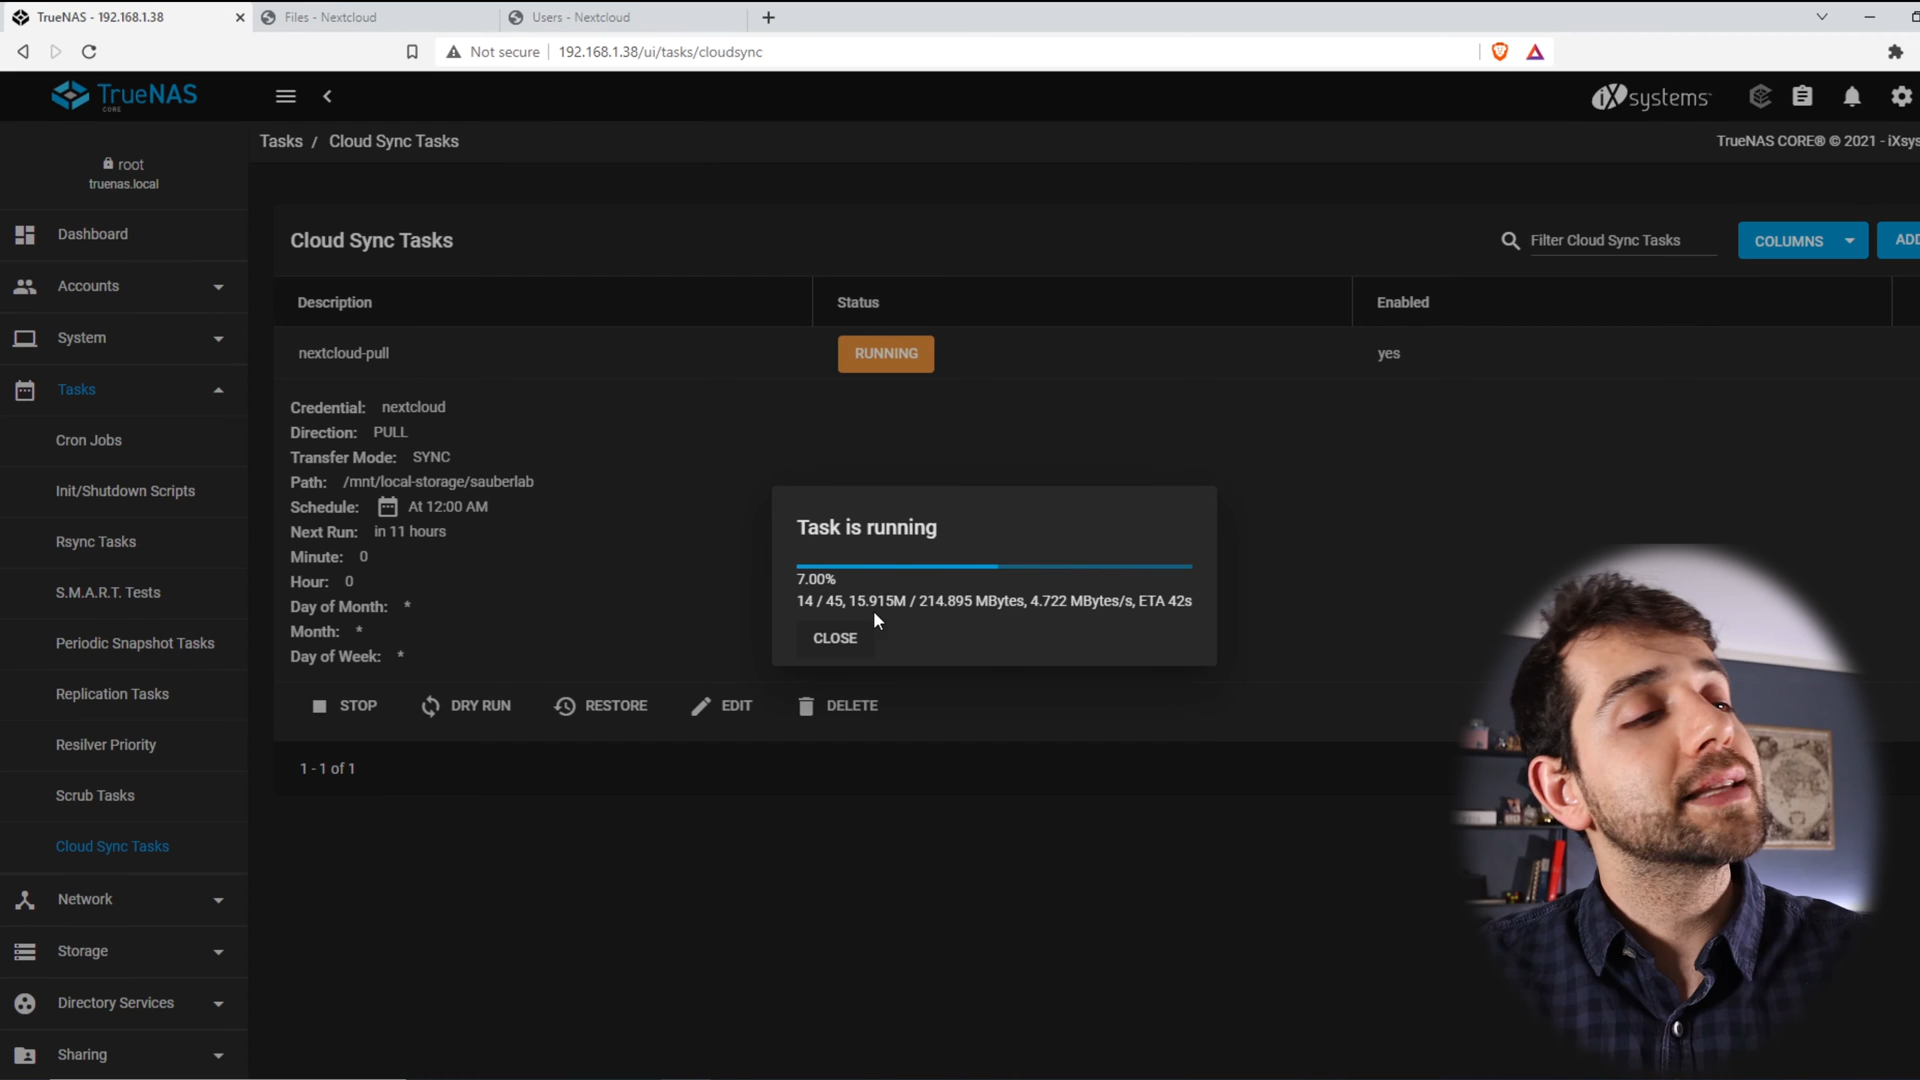 TrueNAS - 192.168.1.38
Files - Nextcloud
Users - Nextcloud
Not secure
192.168.1.38/ui/tasks/cloudsync
TrueNAS
CORE
iXsystems
Tasks / Cloud Sync Tasks
TrueNAS CORE® © 2021 - iXsys
root
truenas.local
Dashboard
Accounts
System
Tasks
Cron Jobs
Init/Shutdown Scripts
Rsync Tasks
S.M.A.R.T. Tests
Periodic Snapshot Tasks
Replication Tasks
Resilver Priority
Scrub Tasks
Cloud Sync Tasks
Network
Storage
Directory Services
Sharing
Cloud Sync Tasks
Filter Cloud Sync Tasks
COLUMNS
ADD
Description
Status
Enabled
nextcloud-pull
RUNNING
yes
Credential: nextcloud
Direction: PULL
Transfer Mode: SYNC
Path: /mnt/local-storage/sauberlab
Schedule: At 12:00 AM
Next Run: in 11 hours
Minute: 0
Hour: 0
Day of Month: *
Month: *
Day of Week: *
Task is running
7.00%
14 / 45, 15.915M / 214.895 MBytes, 4.722 MBytes/s, ETA 42s
CLOSE
STOP
DRY RUN
RESTORE
EDIT
DELETE
1 - 1 of 1